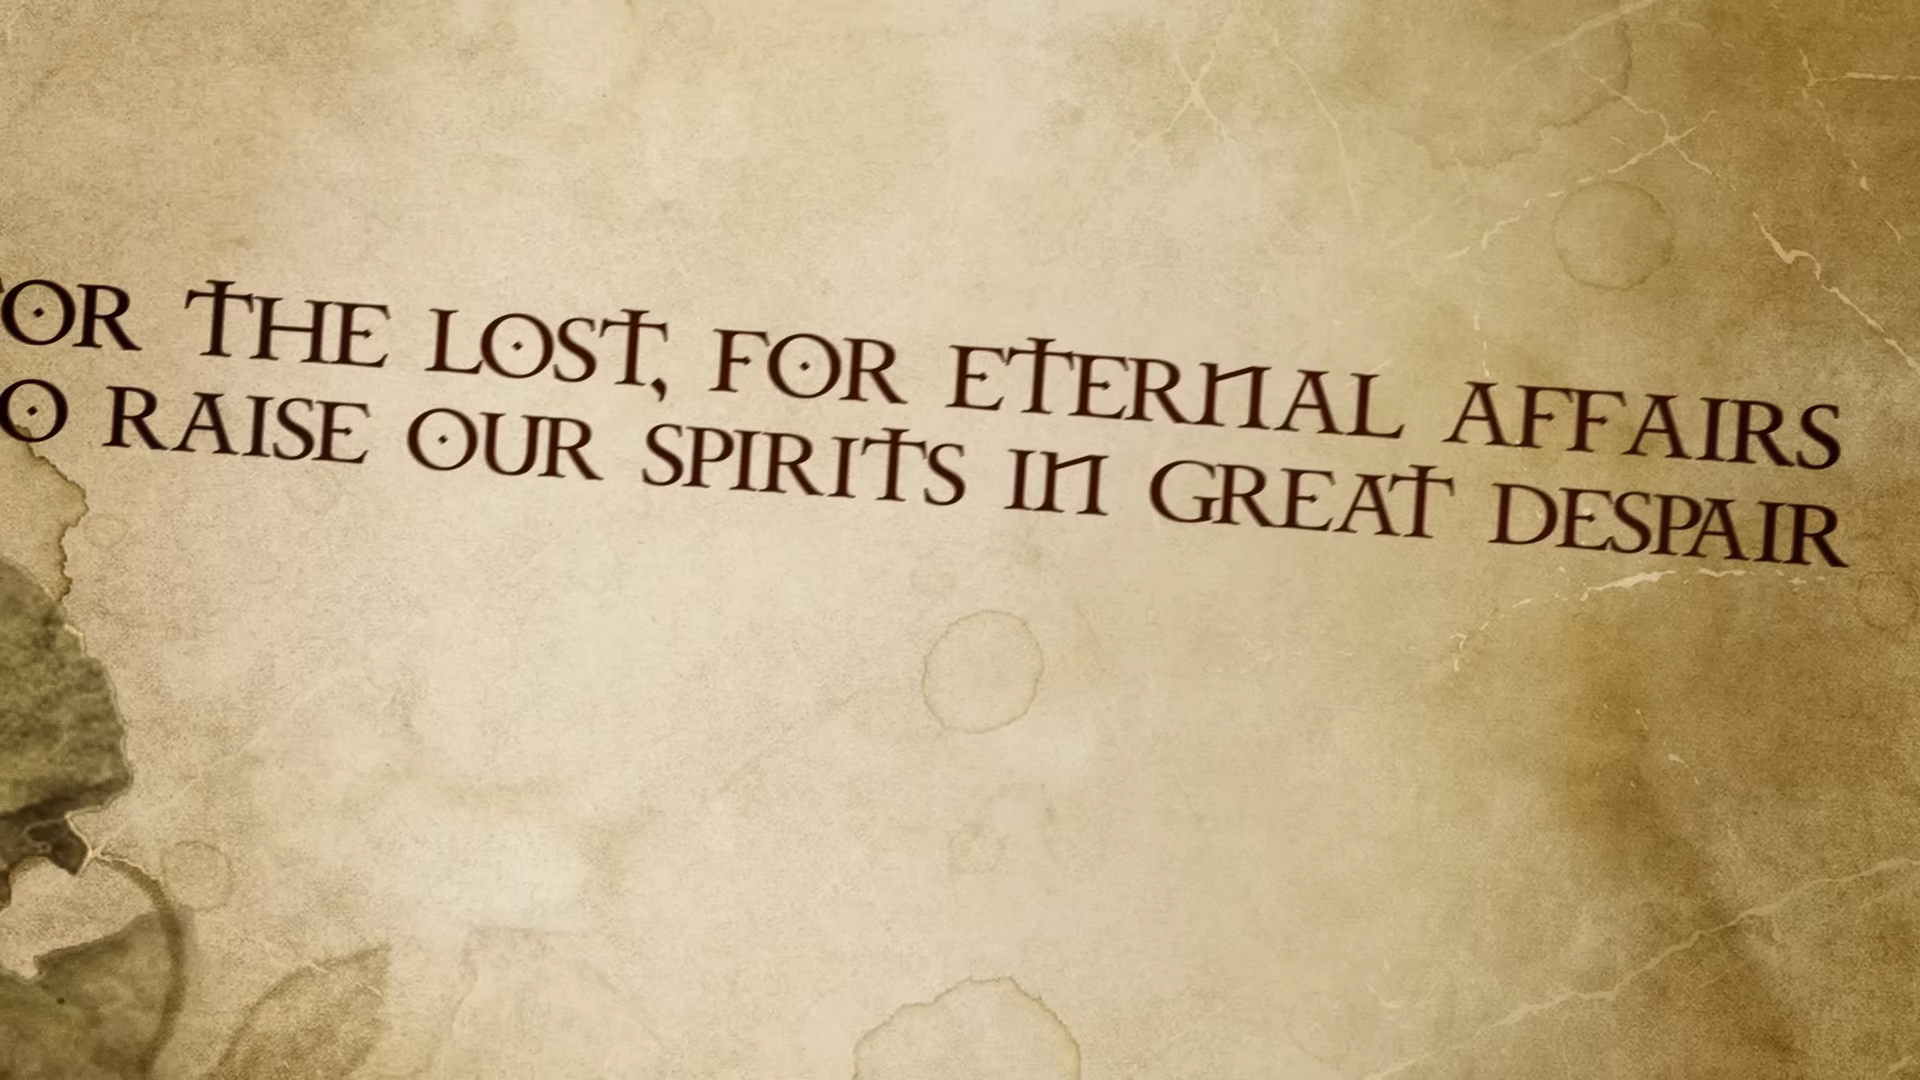 OR THE LOST, FOR ETERNAL AFFAIRS
O RAISE OUR SPIRITS IN GREAT DESPAIR